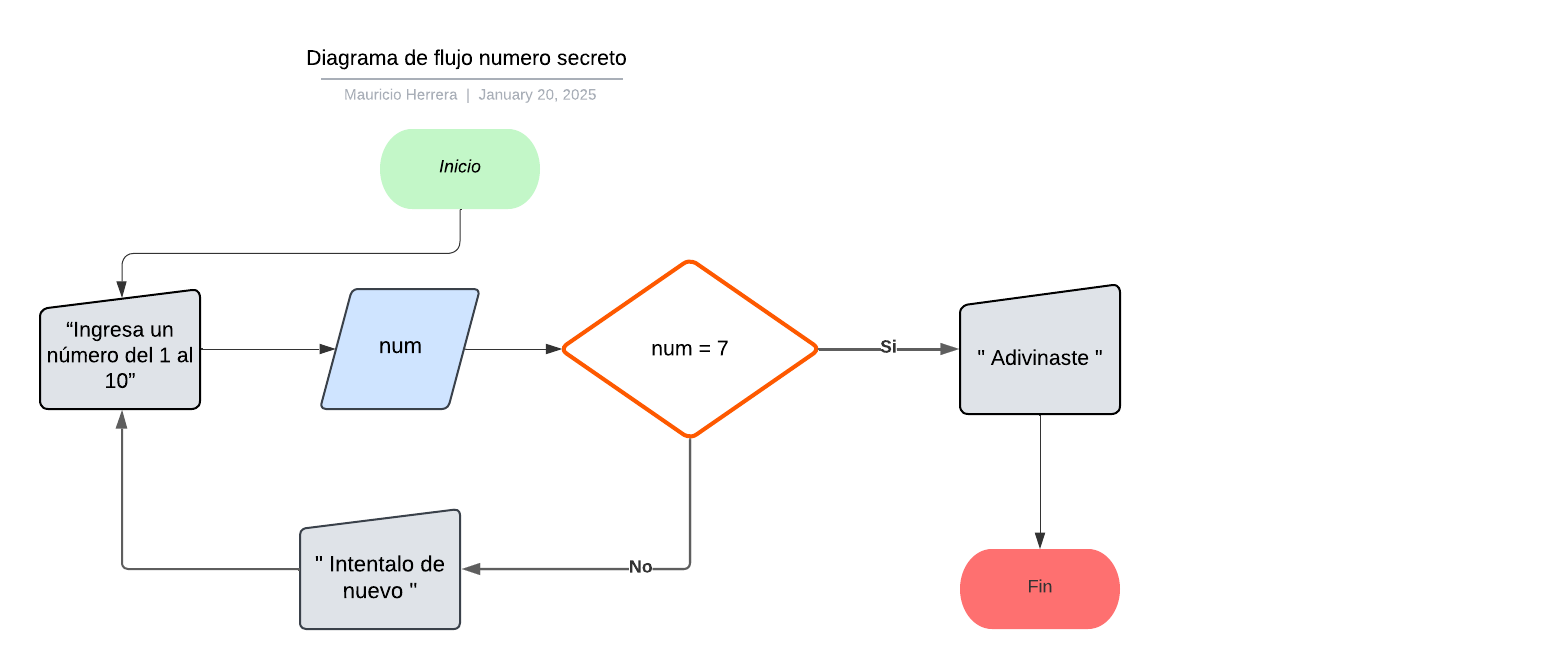 Diagrama de flujo numero secreto
Mauricio Herrera | January 20, 2025
Inicio
“Ingresa un
número del 1 al
10”
num
num = 7
Si
" Adivinaste "
No
" Intentalo de
nuevo "
Fin